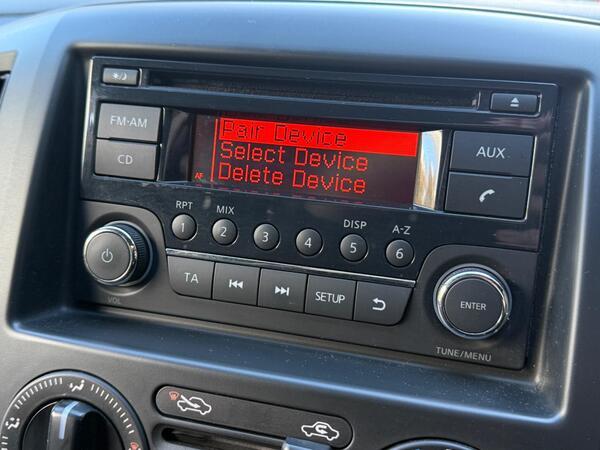 Pair Device
Select Device
Delete Device
AF
FM·AM
CD
AUX
RPT
MIX
DISP
A-Z
1
2
3
4
5
6
TA
SETUP
VOL
ENTER
TUNE/MENU